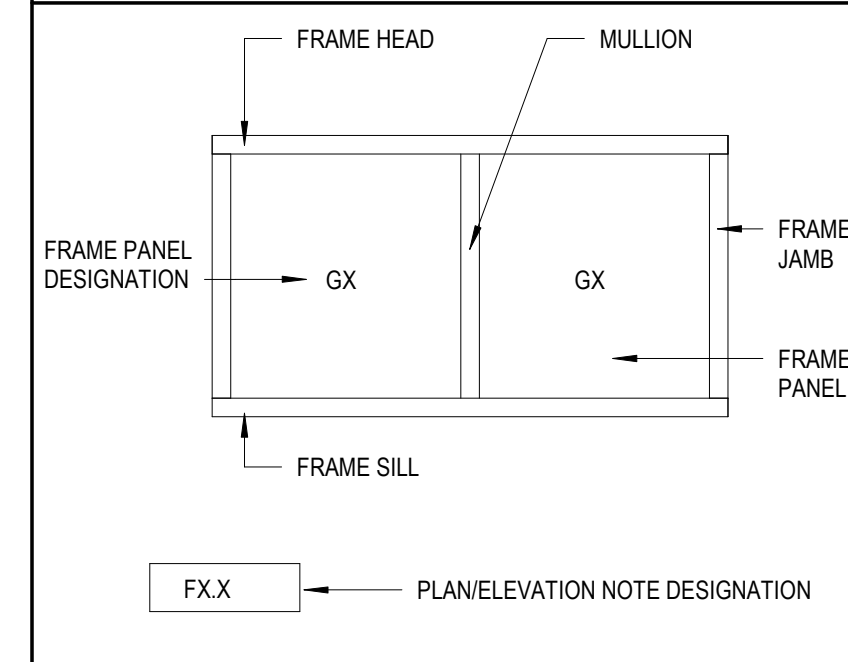 FRAME HEAD
MULLION
FRAME PANEL
DESIGNATION
GX
GX
FRAME
JAMB
FRAME
PANEL
FRAME SILL
FX.X
PLAN/ELEVATION NOTE DESIGNATION